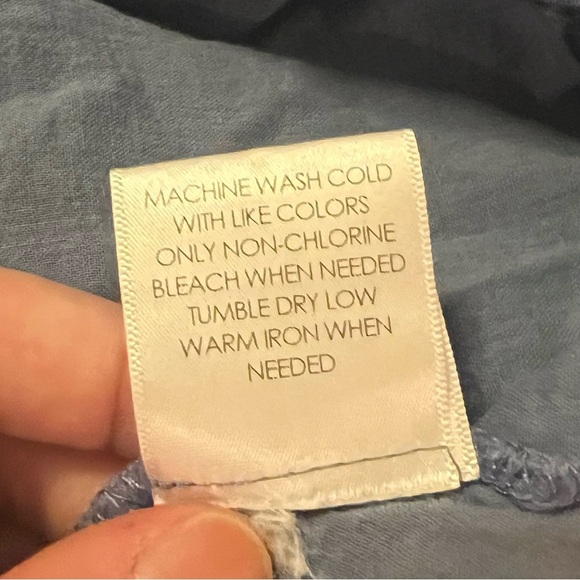 MACHINE WASH COLD
WITH LIKE COLORS
ONLY NON-CHLORINE
BLEACH WHEN NEEDED
TUMBLE DRY LOW
WARM IRON WHEN
NEEDED